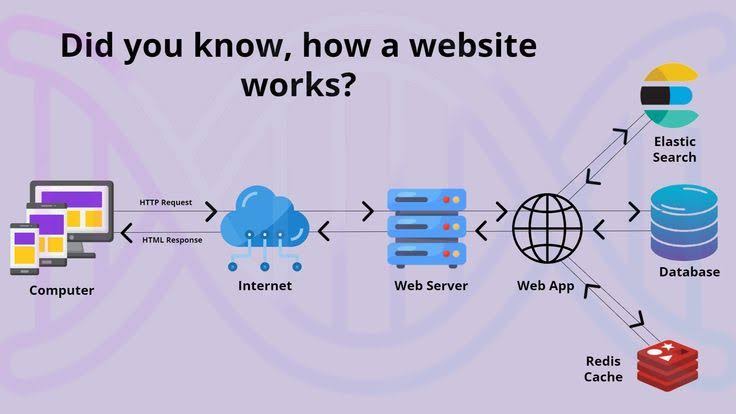 Did you know, how a website
works?
Elastic
Search
HTTP Request
HTML Response
Computer
Internet
Web Server
Web App
Database
Redis
Cache